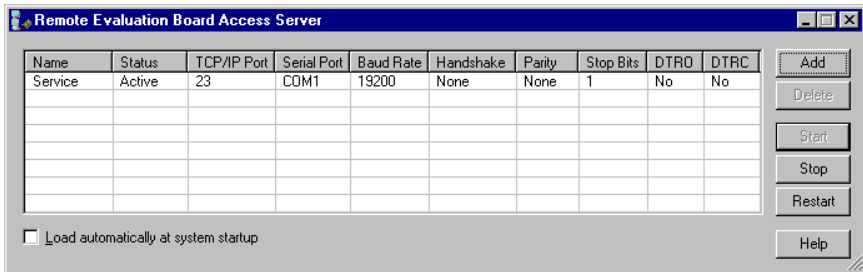 Remote Evaluation Board Access Server
Name Status TCP/IP Port Serial Port Baud Rate Handshake Parity Stop Bits DTRO DTRC
Service Active 23 COM1 19200 None None 1 No No
Add
Delete
Start
Stop
Restart
Load automatically at system startup
Help